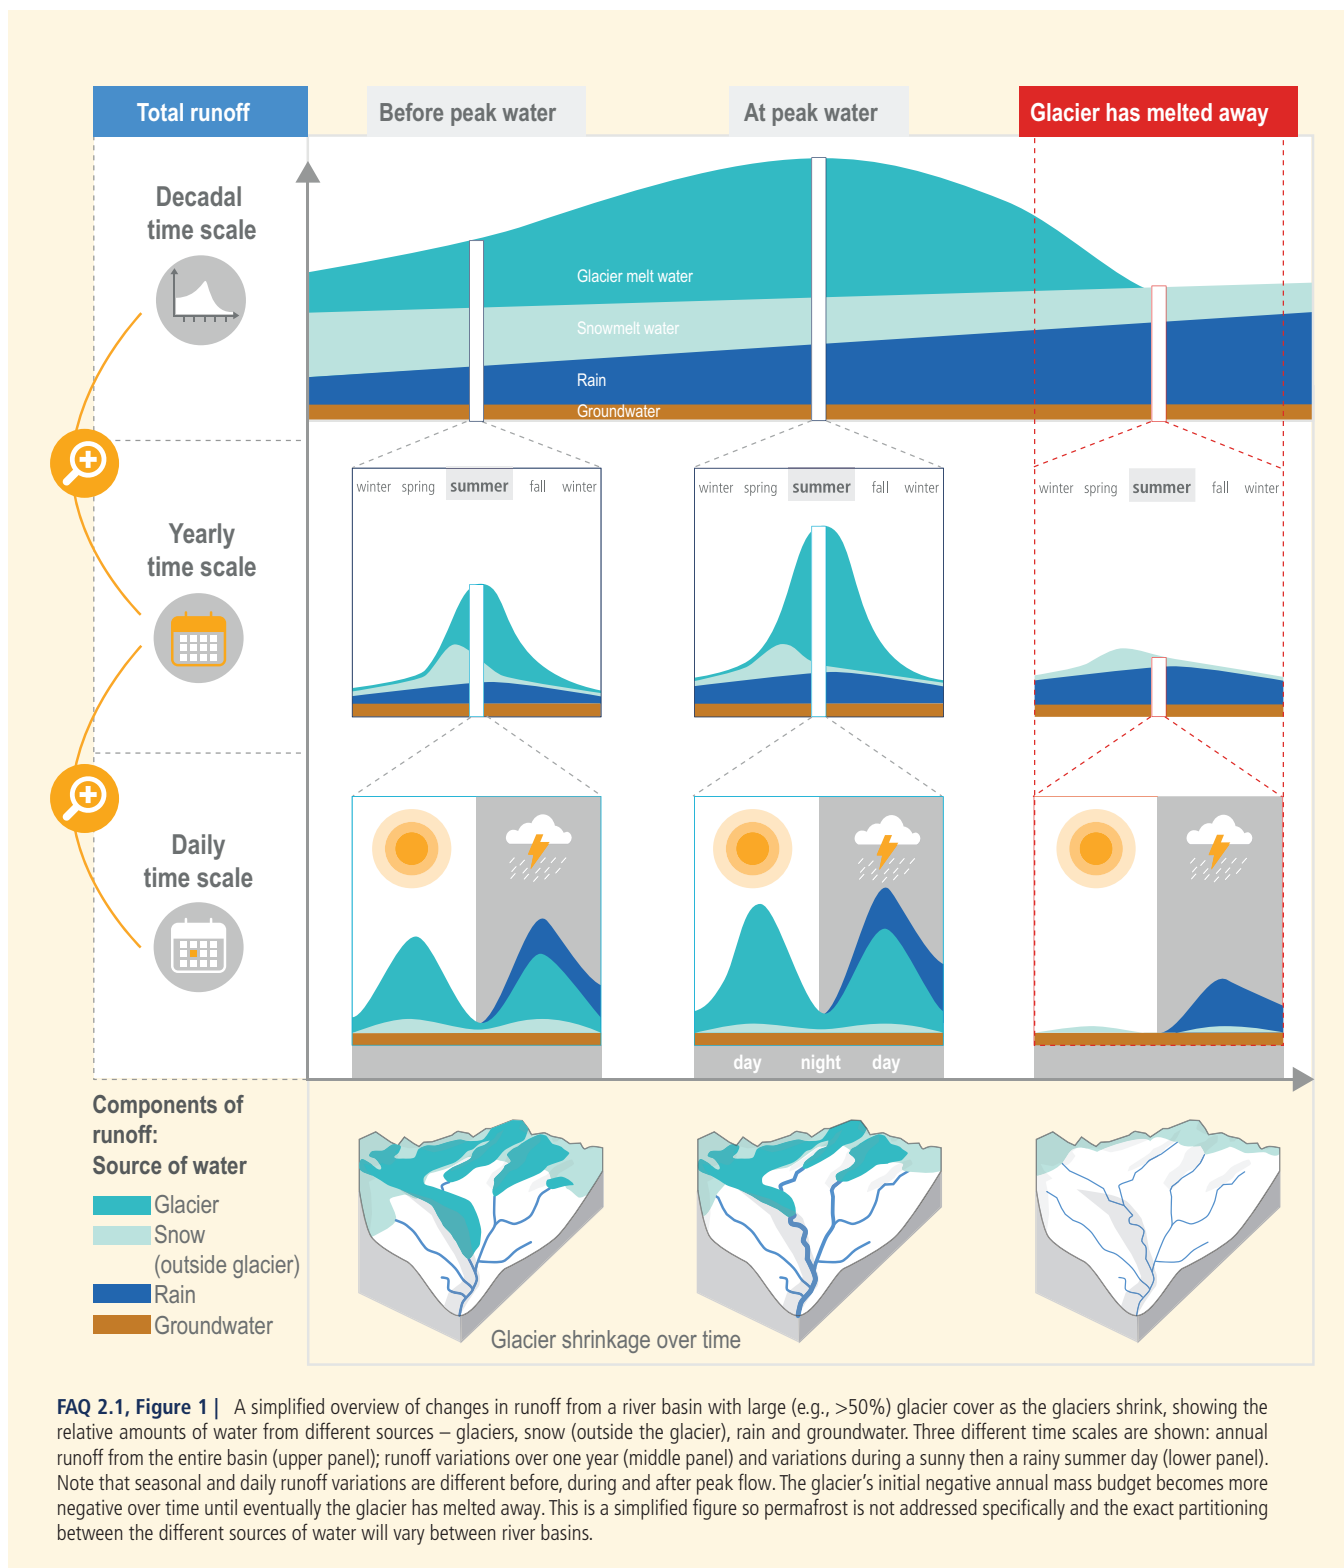 Total runoff
Before peak water
At peak water
Glacier has melted away
Decadal
time scale
Glacier melt water
Snowmelt water
Rain
Groundwater
Yearly
time scale
winter spring summer fall winter
winter spring summer fall winter
winter spring summer fall winter
Daily
time scale
day night day
Components of
runoff:
Source of water
Glacier
Snow
(outside glacier)
Rain
Groundwater
Glacier shrinkage over time
FAQ 2.1, Figure 1 | A simplified overview of changes in runoff from a river basin with large (e.g., >50%) glacier cover as the glaciers shrink, showing the
relative amounts of water from different sources – glaciers, snow (outside the glacier), rain and groundwater. Three different time scales are shown: annual
runoff from the entire basin (upper panel); runoff variations over one year (middle panel) and variations during a sunny then a rainy summer day (lower panel).
Note that seasonal and daily runoff variations are different before, during and after peak flow. The glacier's initial negative annual mass budget becomes more
negative over time until eventually the glacier has melted away. This is a simplified figure so permafrost is not addressed specifically and the exact partitioning
between the different sources of water will vary between river basins.